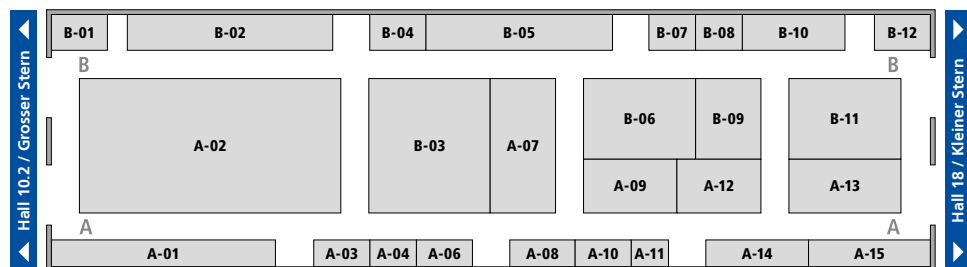 Hall 10.2 / Grosser Stern
B-01 B-02 B-04 B-05 B-07 B-08 B-10 B-12
B B
B-06 B-09 B-11
A-02 B-03 A-07
A-09 A-12 A-13
A A
A-01 A-03 A-04 A-06 A-08 A-10 A-11 A-14 A-15
Hall 18 / Kleiner Stern